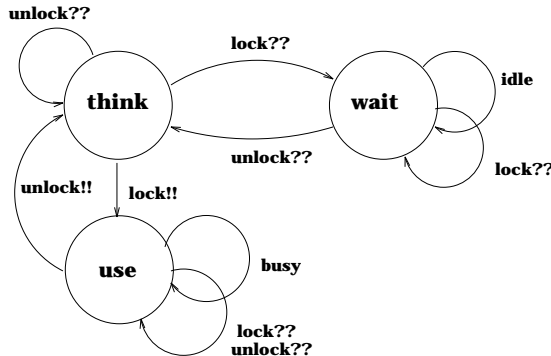 unlock??
lock??
think
wait
idle
unlock??
lock??
unlock!!
lock!!
use
busy
lock??
unlock??